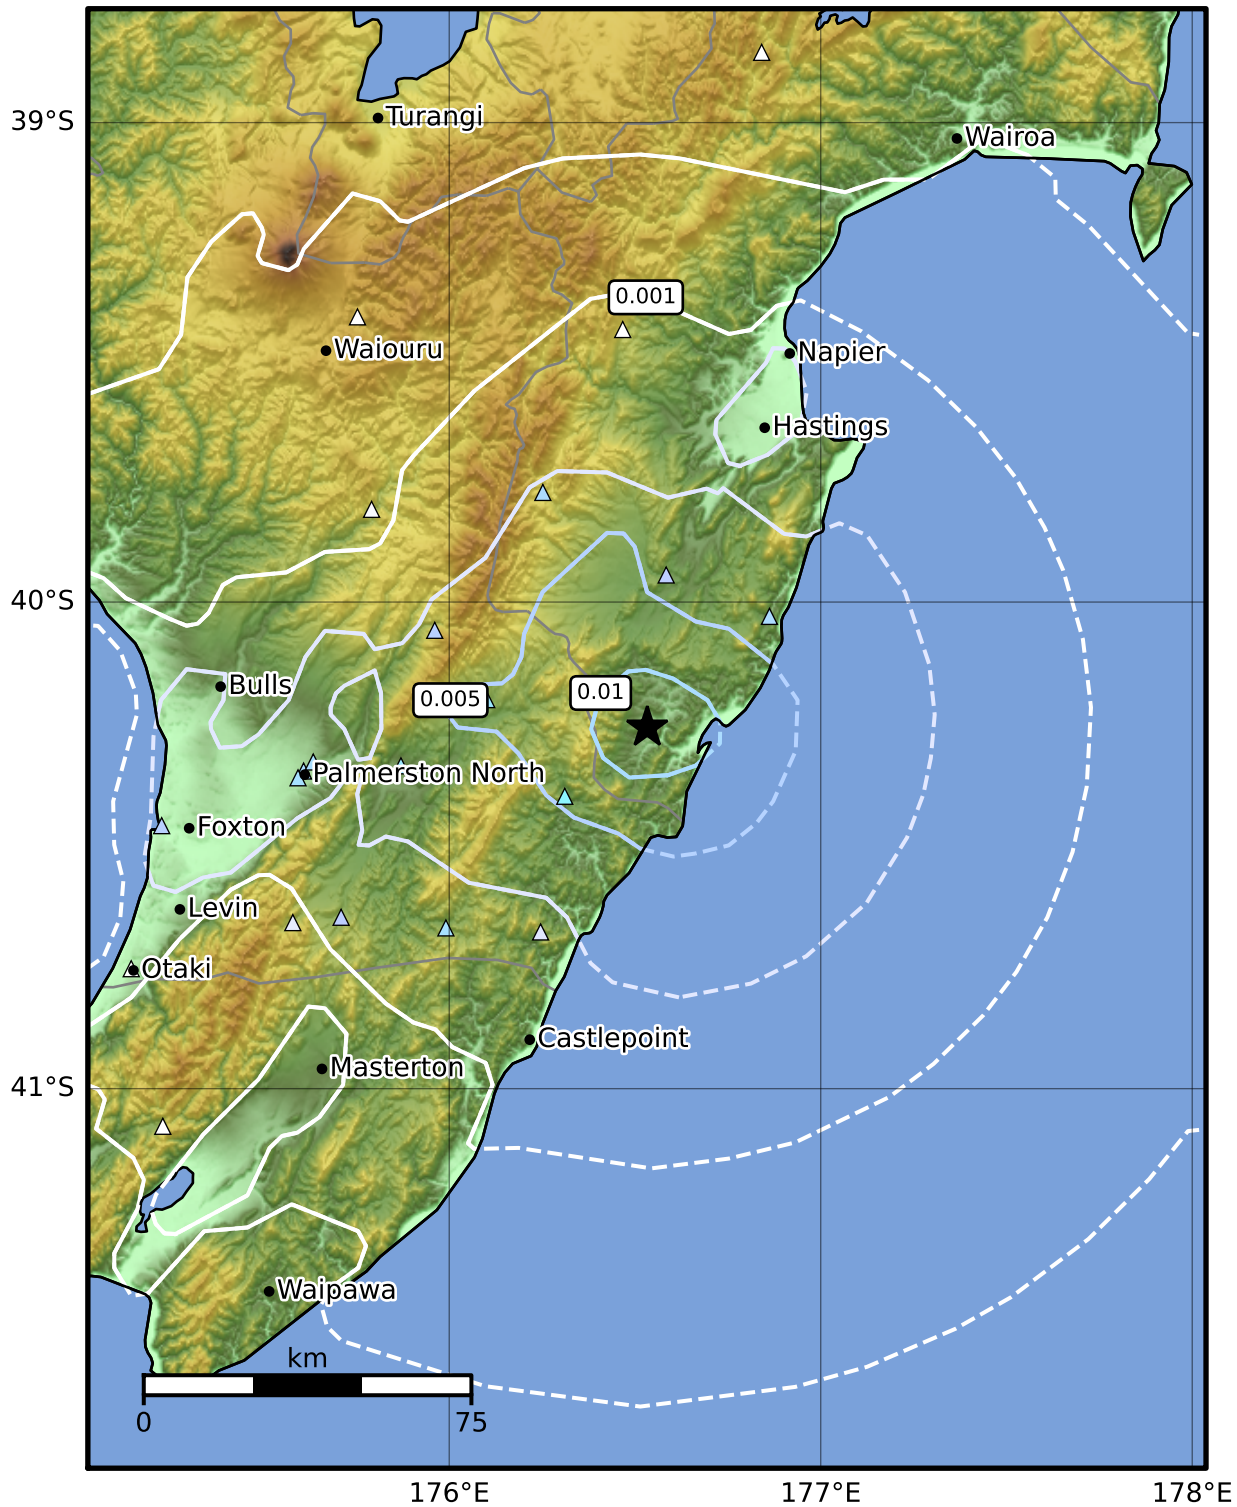 39°S
Turangi
Wairoa
0.001
Waiouru
Napier
Hastings
40°S
Bulls
0.005
0.01
Palmerston North
Foxton
Levin
Otaki
Castlepoint
Masterton
41°S
Waipawa
km
0
75
176°E
177°E
178°E